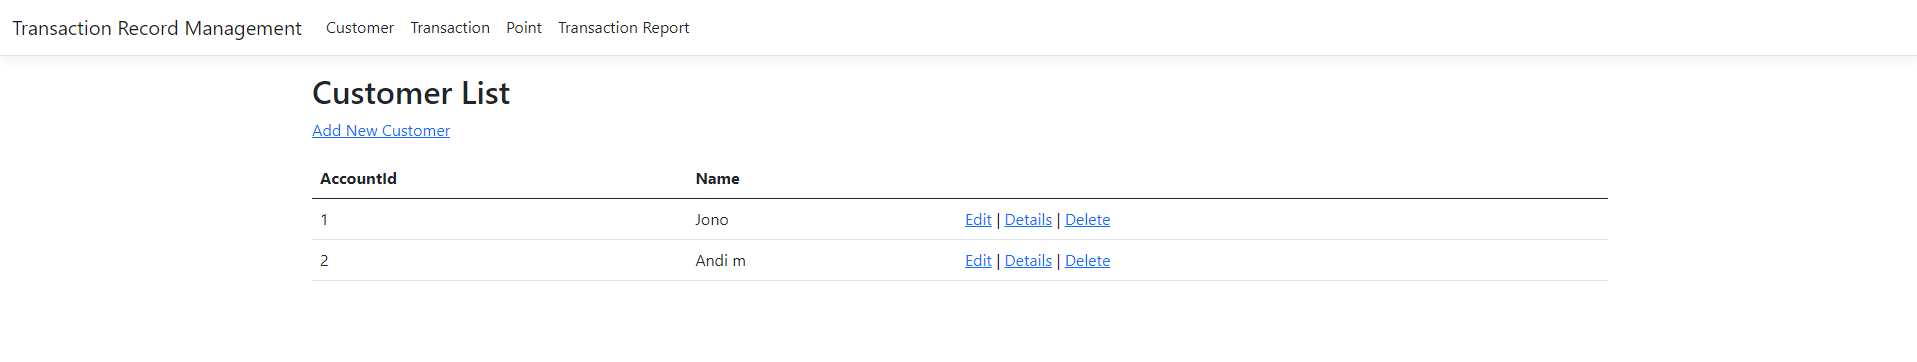 Transaction Record Management Customer Transaction Point Transaction Report
Customer List
Add New Customer
AccountId Name
1 Jono Edit | Details | Delete
2 Andi m Edit | Details | Delete